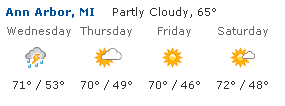 Ann Arbor, MI Partly Cloudy, 65°
Wednesday Thursday Friday Saturday
71° / 53° 70° / 49° 70° / 46° 72° / 48°